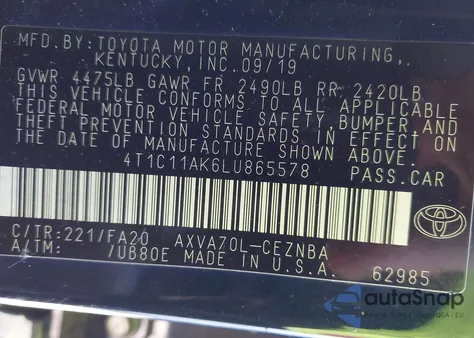 MFD.BY:TOYOTA MOTOR MANUFACTURING,.
KENTUCKY, INC. 09/19
GVWR 4475LB GAWR FR 2490LB RR 2420LB
THIS VEHICLE CONFORMS TO ALL APPLICABLE
FEDERAL MOTOR VEHICLE SAFETY, BUMPER, AND
THEFT PREVENTION STANDARDS IN EFFECT ON
THE DATE OF MANUFACTURE SHOWN ABOVE.
4T1C11AK6LU865578 PASS.CAR
C/TR:221/FA20 AXVA70L-CEZNBA
A/TM: /UB80E MADE IN U.S.A. 62985
autoSnap